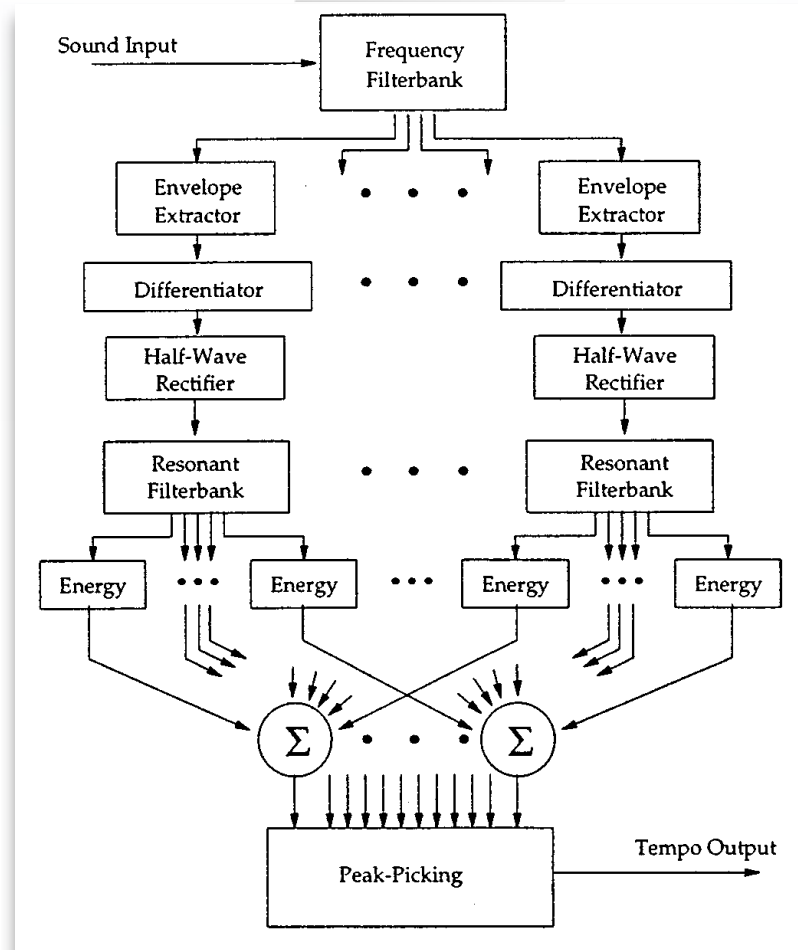 Sound Input
Frequency
Filterbank
Envelope
Extractor
Envelope
Extractor
Differentiator
Differentiator
Half-Wave
Rectifier
Half-Wave
Rectifier
Resonant
Filterbank
Resonant
Filterbank
Energy
Energy
Energy
Energy
Σ
Σ
Peak-Picking
Tempo Output